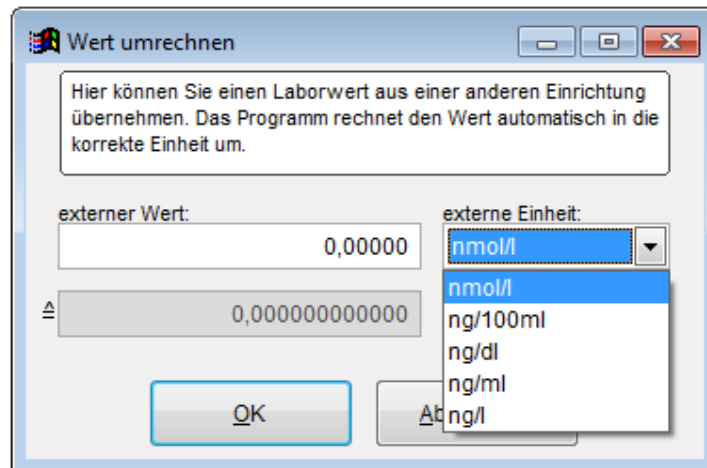 Wert umrechnen
Hier können Sie einen Laborwert aus einer anderen Einrichtung
übernehmen. Das Programm rechnet den Wert automatisch in die
korrekte Einheit um.
externer Wert:
externe Einheit:
0,00000
nmol/l
≙
0,000000000000
nmol/l
ng/100ml
ng/dl
ng/ml
ng/l
OK